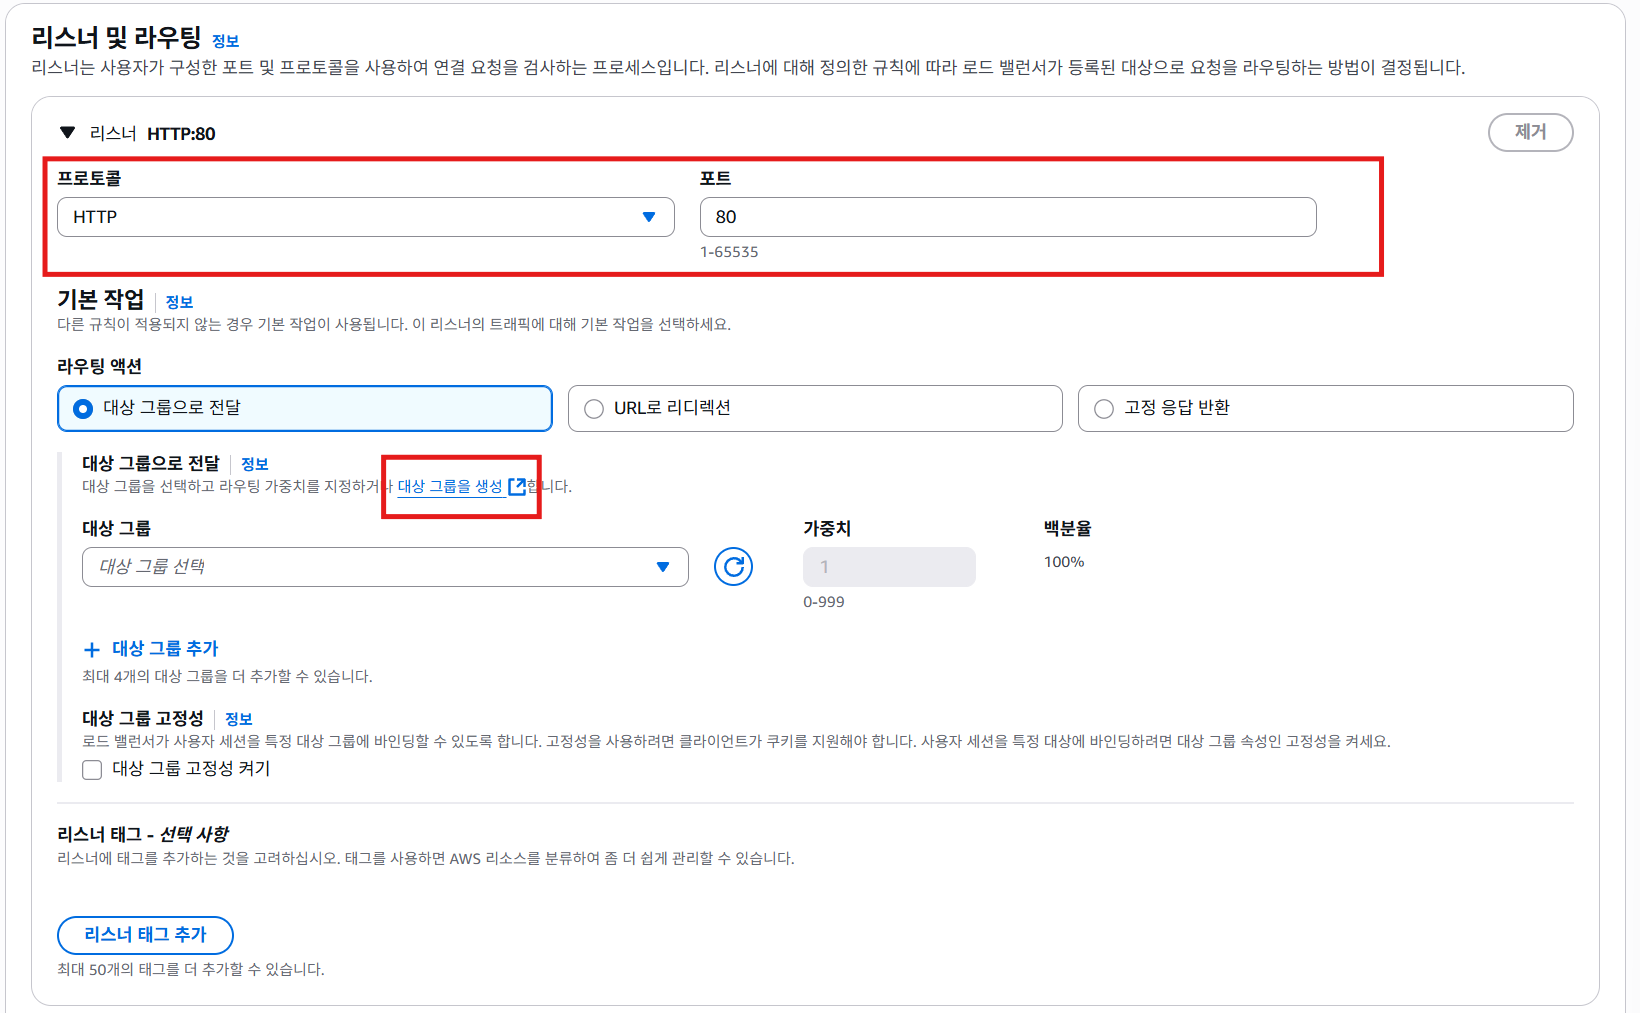 리스너 및 라우팅 정보
리스너는 사용자가 구성한 포트 및 프로토콜을 사용하여 연결 요청을 검사하는 프로세스입니다. 리스너에 대해 정의한 규칙에 따라 로드 밸런서가 등록된 대상으로 요청을 라우팅하는 방법이 결정됩니다.
리스너 HTTP:80
제거
프로토콜
포트
HTTP
80
1-65535
기본 작업 정보
다른 규칙이 적용되지 않는 경우 기본 작업이 사용됩니다. 이 리스너의 트래픽에 대해 기본 작업을 선택하세요.
라우팅 액션
대상 그룹으로 전달
URL로 리디렉션
고정 응답 반환
대상 그룹으로 전달 정보
대상 그룹을 선택하고 라우팅 가중치를 지정하거나 대상 그룹을 생성 합니다.
대상 그룹
가중치
백분율
대상 그룹 선택
1
100%
0-999
대상 그룹 추가
최대 4개의 대상 그룹을 더 추가할 수 있습니다.
대상 그룹 고정성 정보
로드 밸런서가 사용자 세션을 특정 대상 그룹에 바인딩할 수 있도록 합니다. 고정성을 사용하려면 클라이언트가 쿠키를 지원해야 합니다. 사용자 세션을 특정 대상에 바인딩하려면 대상 그룹 속성인 고정성을 켜세요.
대상 그룹 고정성 켜기
리스너 태그 - 선택 사항
리스너에 태그를 추가하는 것을 고려하십시오. 태그를 사용하면 AWS 리소스를 분류하여 좀 더 쉽게 관리할 수 있습니다.
리스너 태그 추가
최대 50개의 태그를 더 추가할 수 있습니다.